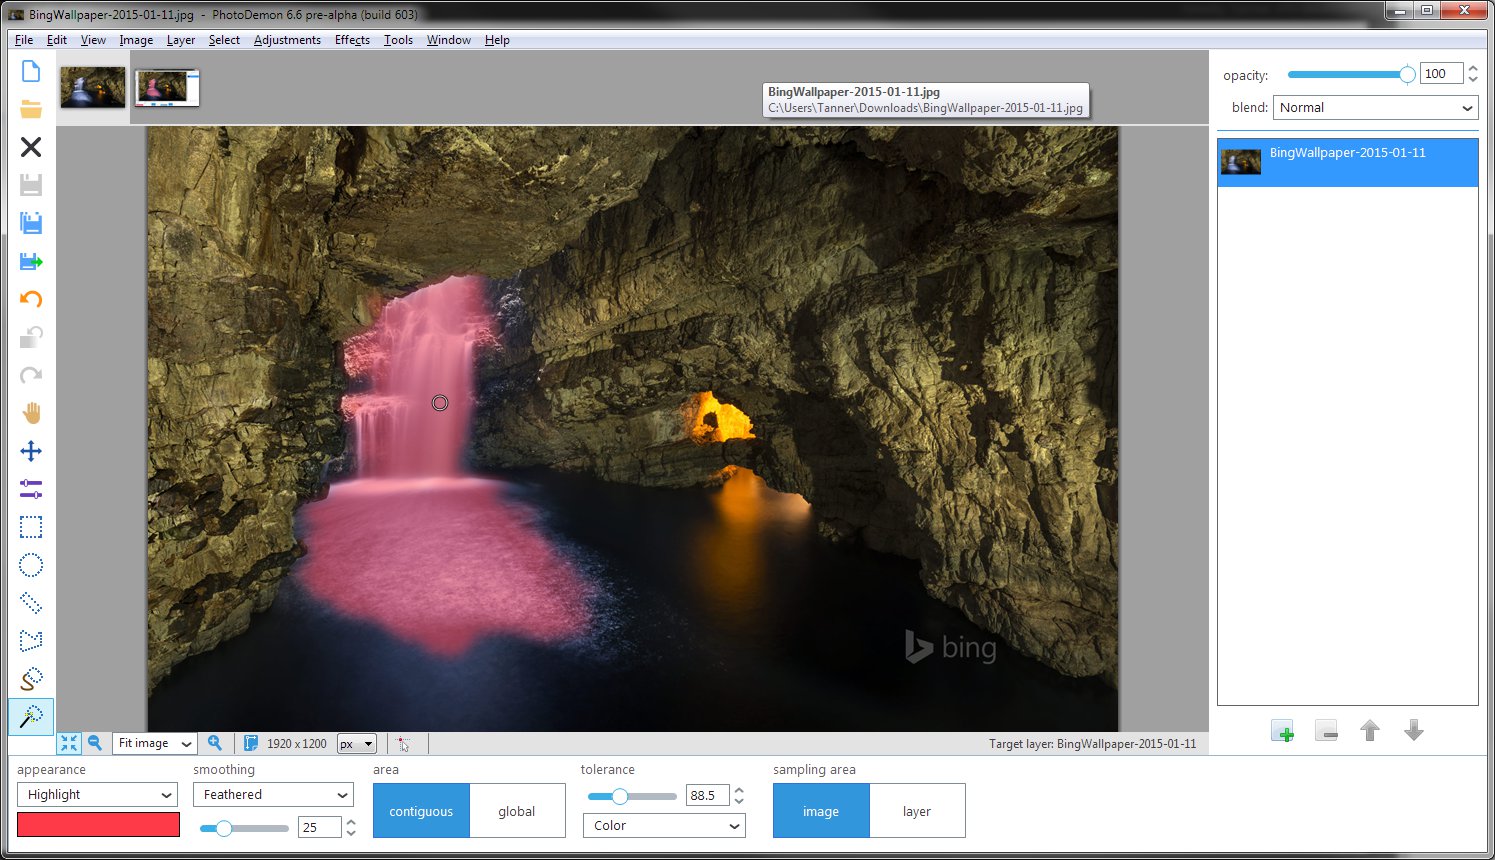 BingWallpaper-2015-01-11.jpg  -  PhotoDemon 6.6 pre-alpha (build 603)
File Edit View Image Layer Select Adjustments Effects Tools Window Help
BingWallpaper-2015-01-11.jpg
C:\Users\Tanner\Downloads\BingWallpaper-2015-01-11.jpg
opacity: 100
blend: Normal
BingWallpaper-2015-01-11
bing
Fit image 1920 x 1200 px Target layer: BingWallpaper-2015-01-11
appearance smoothing area tolerance sampling area
Highlight Feathered contiguous global 88.5 image layer
25 Color